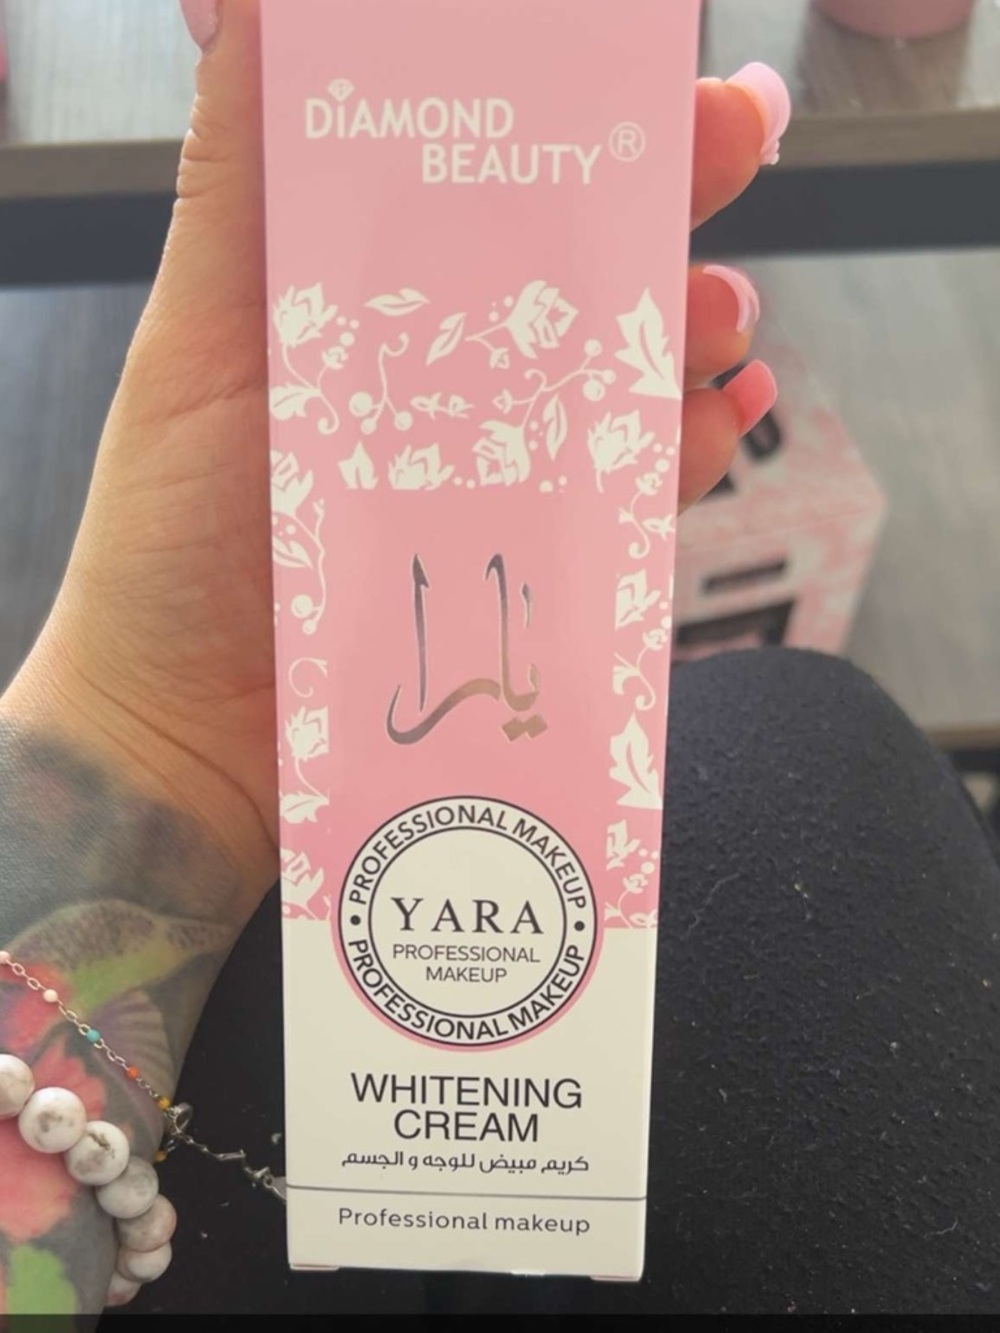 DIAMOND
BEAUTY ®
يارا
PROFESSIONAL MAKEUP
YARA
PROFESSIONAL
MAKEUP
PROFESSIONAL MAKEUP
WHITENING
CREAM
كريم مبيض للوجه و الجسم
Professional makeup